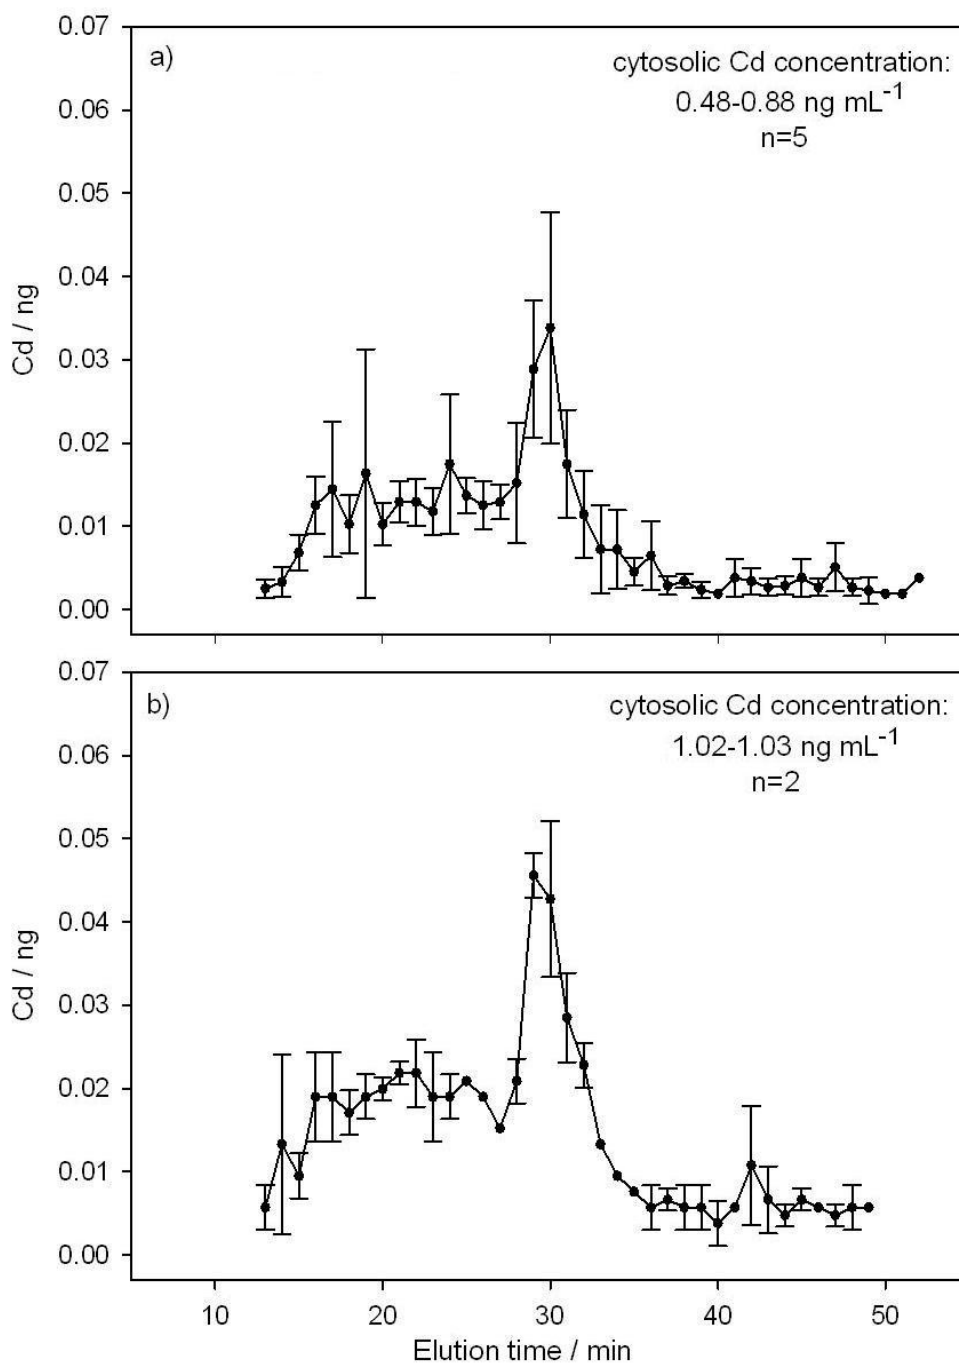 a)
cytosolic Cd concentration:
0.48-0.88 ng mL⁻¹
n=5
0.07
0.06
0.05
0.04
0.03
0.02
0.01
0.00
Cd / ng
b)
cytosolic Cd concentration:
1.02-1.03 ng mL⁻¹
n=2
0.07
0.06
0.05
0.04
0.03
0.02
0.01
0.00
Cd / ng
10 20 30 40 50
Elution time / min